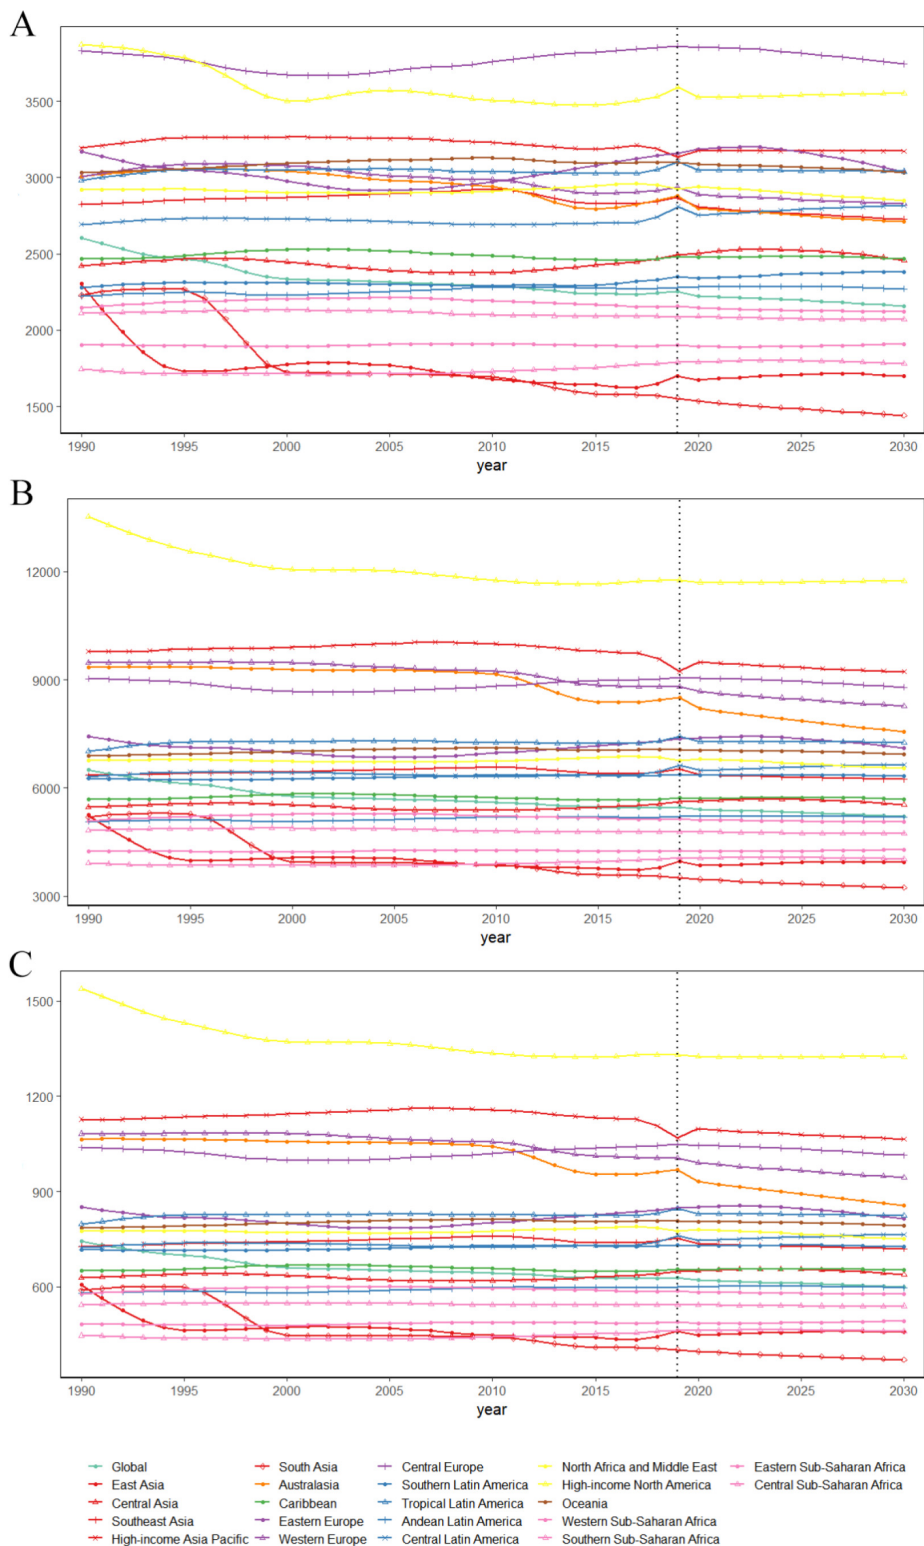 A
3500
3000
2500
2000
1500
1990 1995 2000 2005 2010 2015 2020 2025 2030
year
B
12000
9000
6000
3000
1990 1995 2000 2005 2010 2015 2020 2025 2030
year
C
1500
1200
900
600
1990 1995 2000 2005 2010 2015 2020 2025 2030
year
Global South Asia Central Europe North Africa and Middle East Eastern Sub-Saharan Africa
East Asia Australasia Southern Latin America High-income North America Central Sub-Saharan Africa
Central Asia Caribbean Tropical Latin America Oceania
Southeast Asia Eastern Europe Andean Latin America Western Sub-Saharan Africa
High-income Asia Pacific Western Europe Central Latin America Southern Sub-Saharan Africa